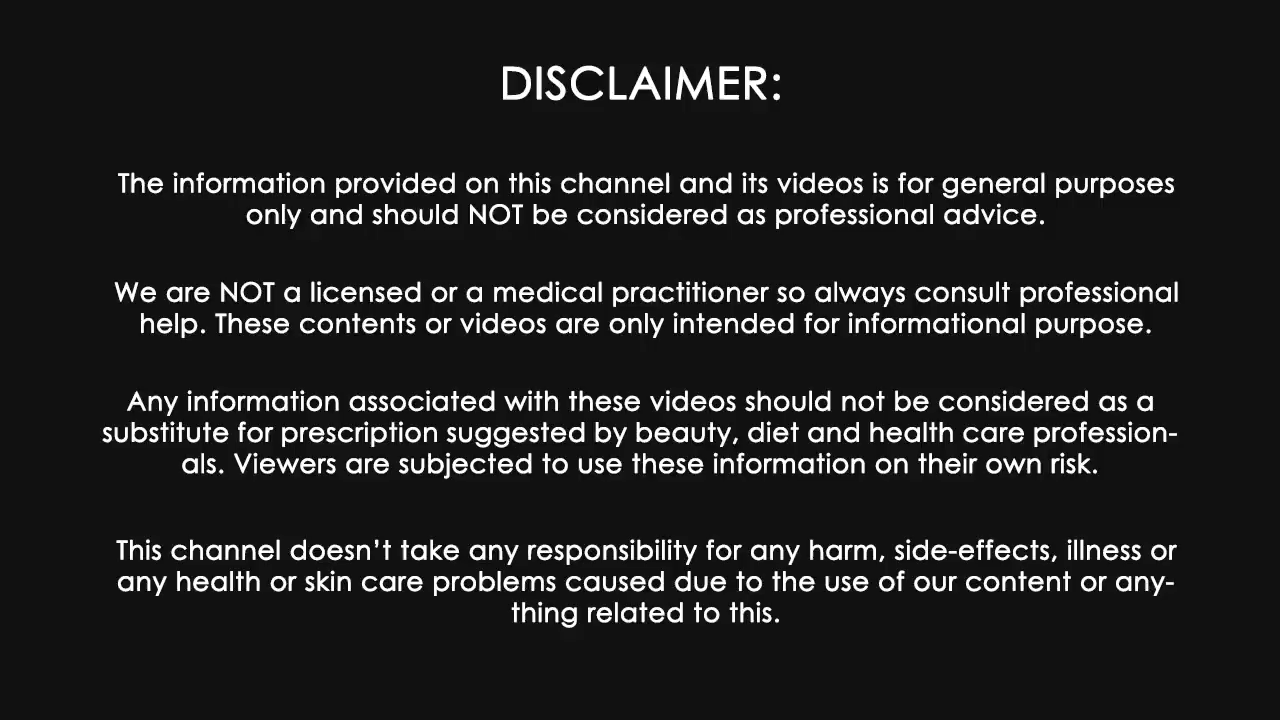 DISCLAIMER:
The information provided on this channel and its videos is for general purposes
only and should NOT be considered as professional advice.
We are NOT a licensed or a medical practitioner so always consult professional
help. These contents or videos are only intended for informational purpose.
Any information associated with these videos should not be considered as a
substitute for prescription suggested by beauty, diet and health care profession-
als. Viewers are subjected to use these information on their own risk.
This channel doesn’t take any responsibility for any harm, side-effects, illness or
any health or skin care problems caused due to the use of our content or any-
thing related to this.